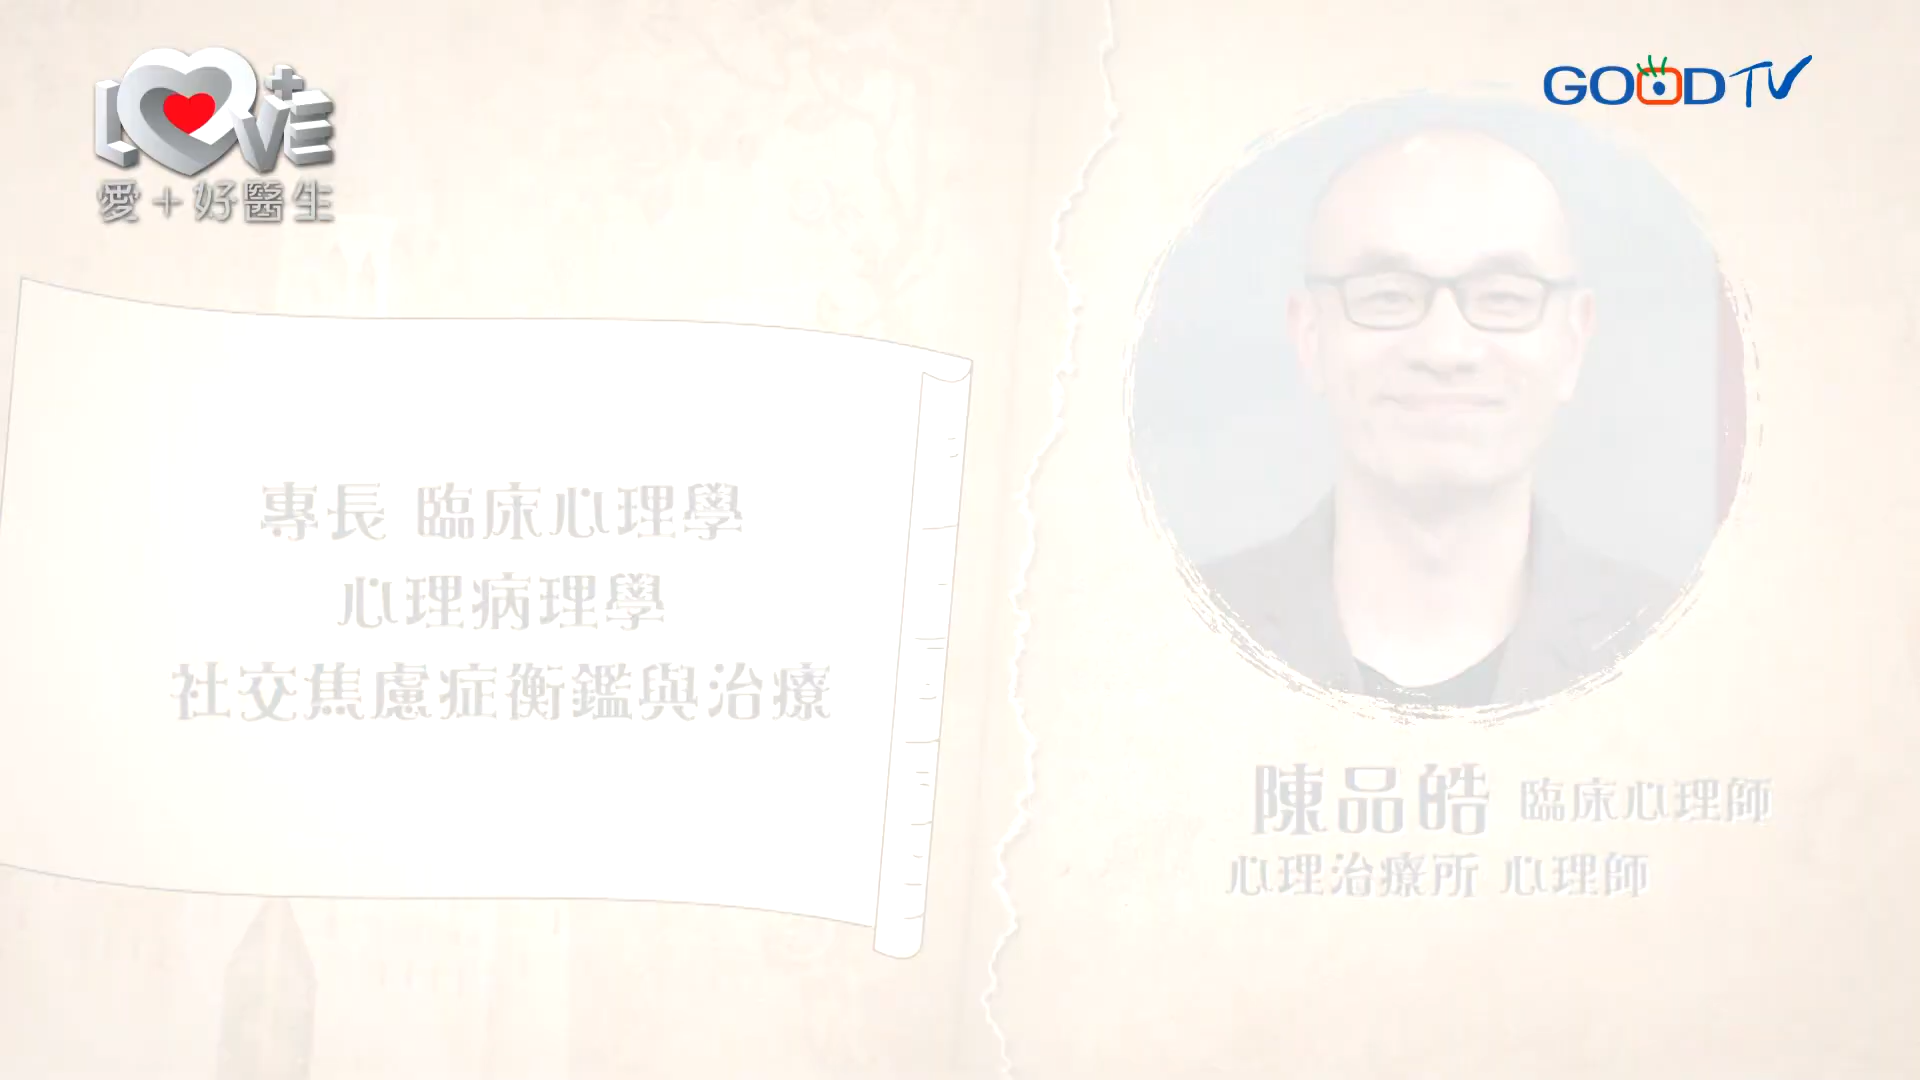 LOVE
愛+好醫生
GOOD TV
專長 臨床心理學
心理病理學
社交焦慮症衡鑑與治療
陳品皓 臨床心理師
心理治療所 心理師